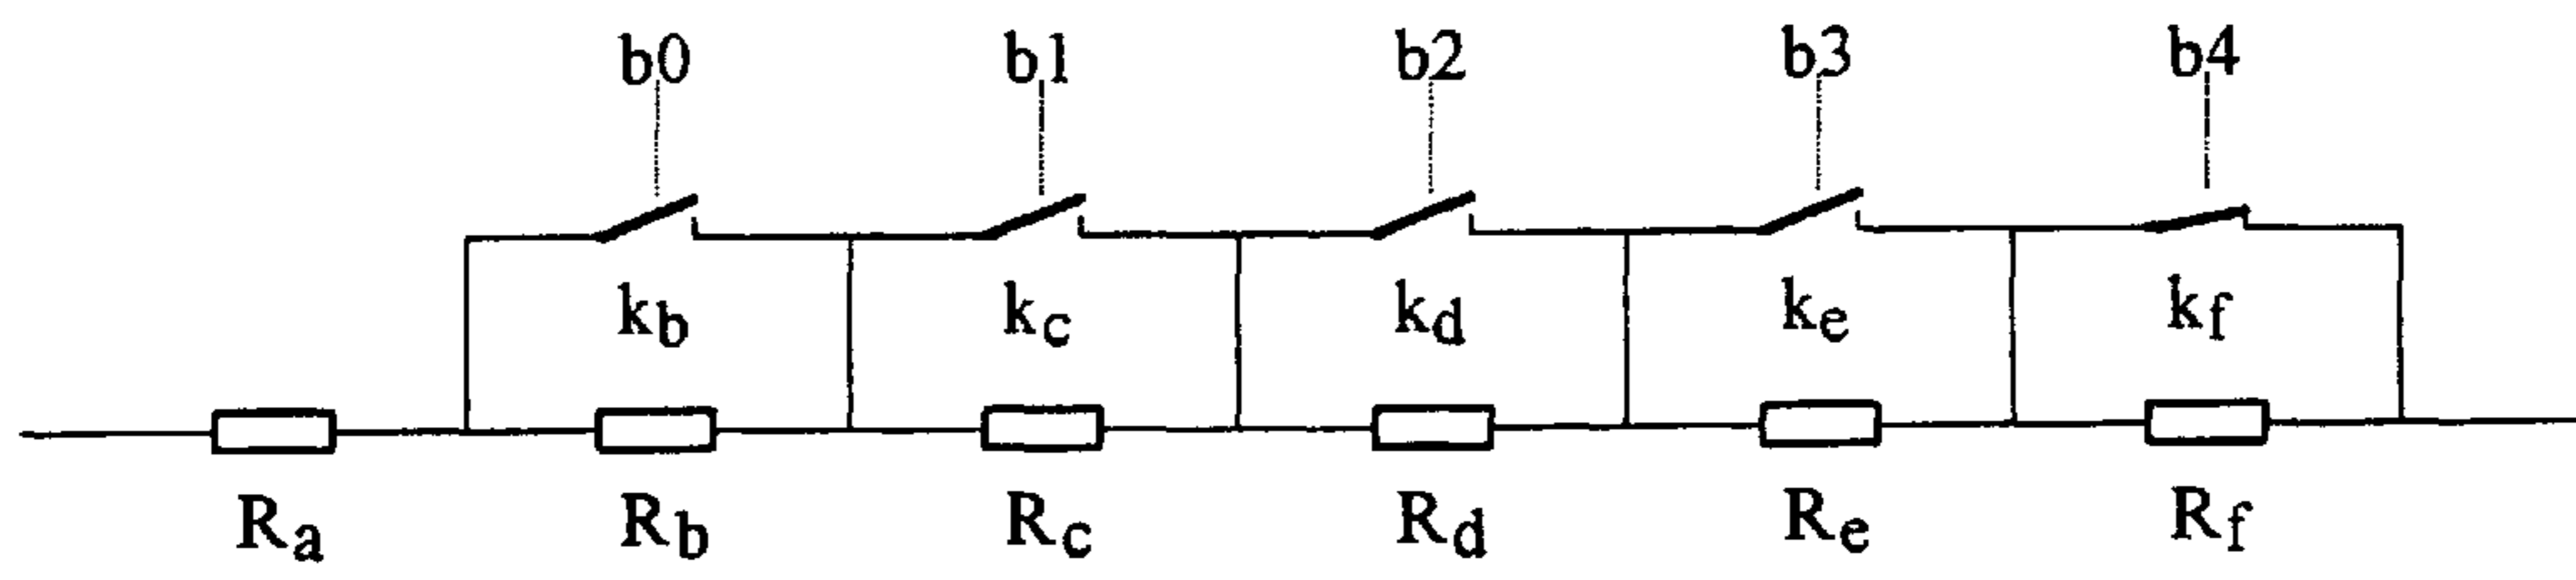 b0 b1 b2 b3 b4
kb kc kd ke kf
Ra Rb Rc Rd Re Rf